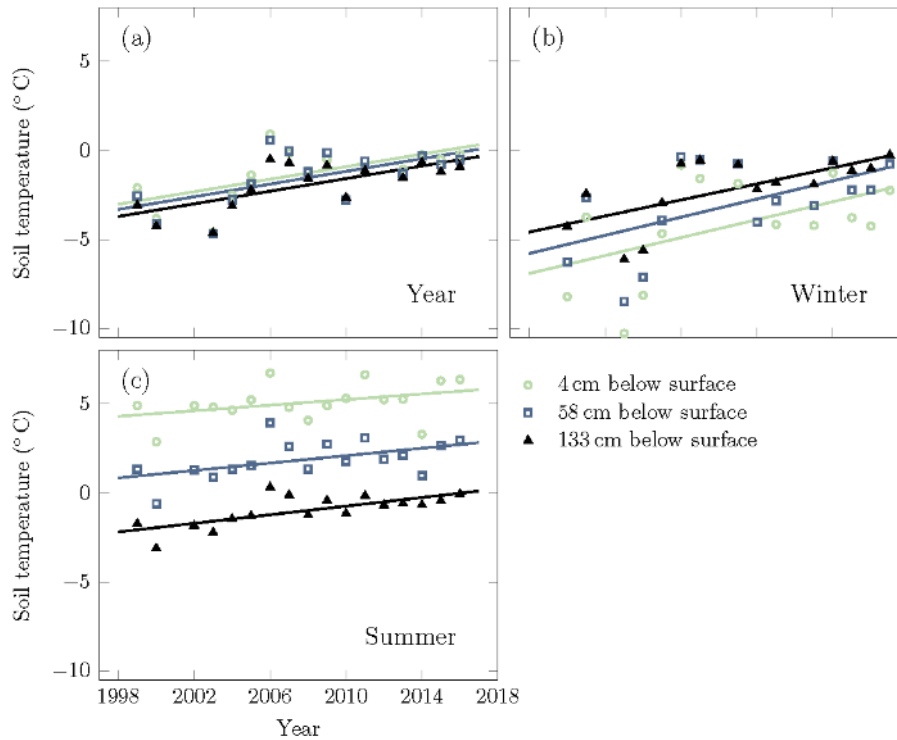 (a)
(b)
5
0
−5
−10
Soil temperature (° C)
Year
Winter
(c)
5
0
−5
−10
Soil temperature (° C)
Summer
1998 2002 2006 2010 2014 2018
Year
4 cm below surface
58 cm below surface
133 cm below surface